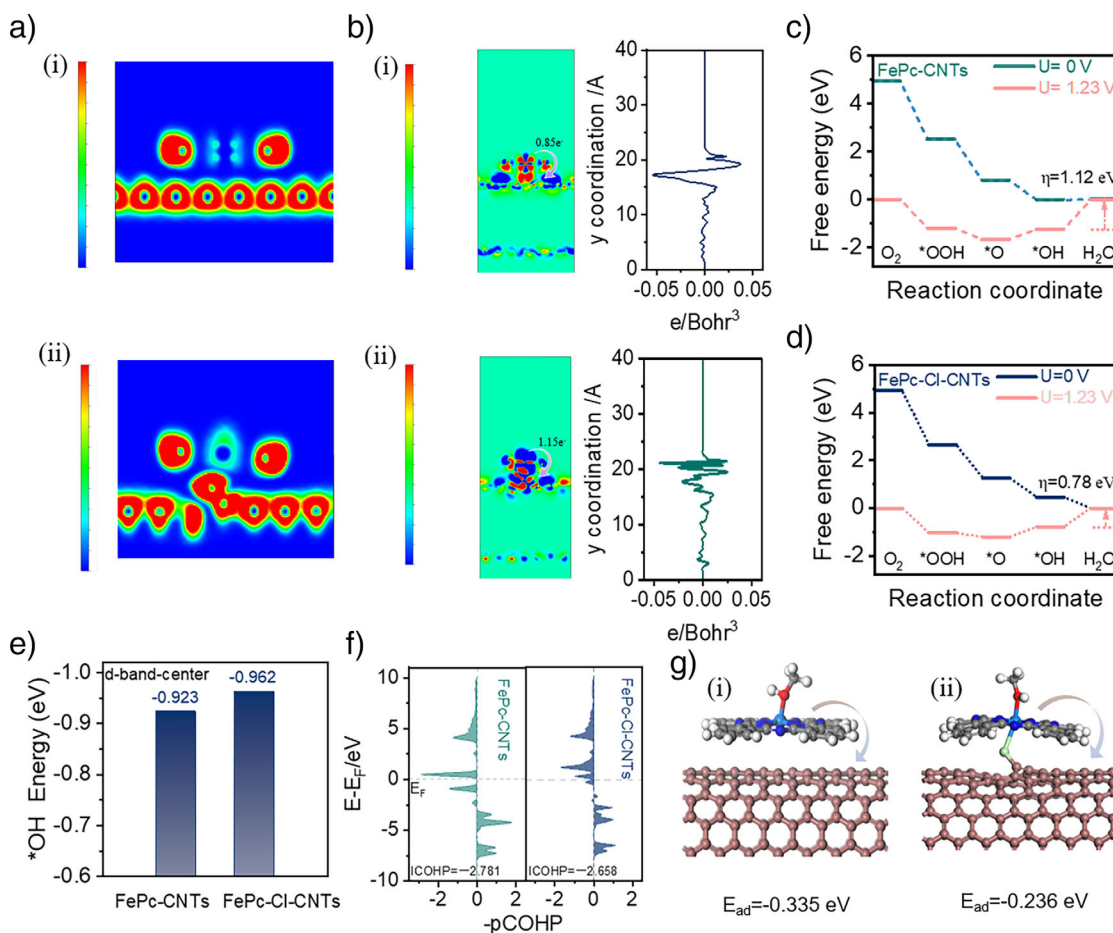 a)
(i)
(ii)
b)
(i)
0.85e-
40
30
20
10
0
y coordination /A
-0.05 0.00 0.05
e/Bohr³
(ii)
1.15e-
40
30
20
10
0
y coordination /A
-0.05 0.00 0.05
e/Bohr³
c)
6
4
2
0
-2
Free energy (eV)
FePc-CNTs
U= 0 V
U= 1.23 V
η=1.12 eV
O₂ *OOH *O *OH H₂O
Reaction coordinate
d)
6
4
2
0
-2
Free energy (eV)
FePc-Cl-CNTs
U=0 V
U=1.23 V
η=0.78 eV
O₂ *OOH *O *OH H₂O
Reaction coordinate
e)
-1.0
-0.9
-0.8
-0.7
-0.6
*OH Energy (eV)
d-band-center
-0.923
-0.962
FePc-CNTs FePc-Cl-CNTs
f)
10
5
0
-5
-10
E-E_F/eV
FePc-CNTs
FePc-Cl-CNTs
E_F
ICOHP=−2.781
ICOHP=−2.658
-2 0 2 -2 0 2
-pCOHP
g)
(i)
(ii)
E_ad=-0.335 eV
E_ad=-0.236 eV